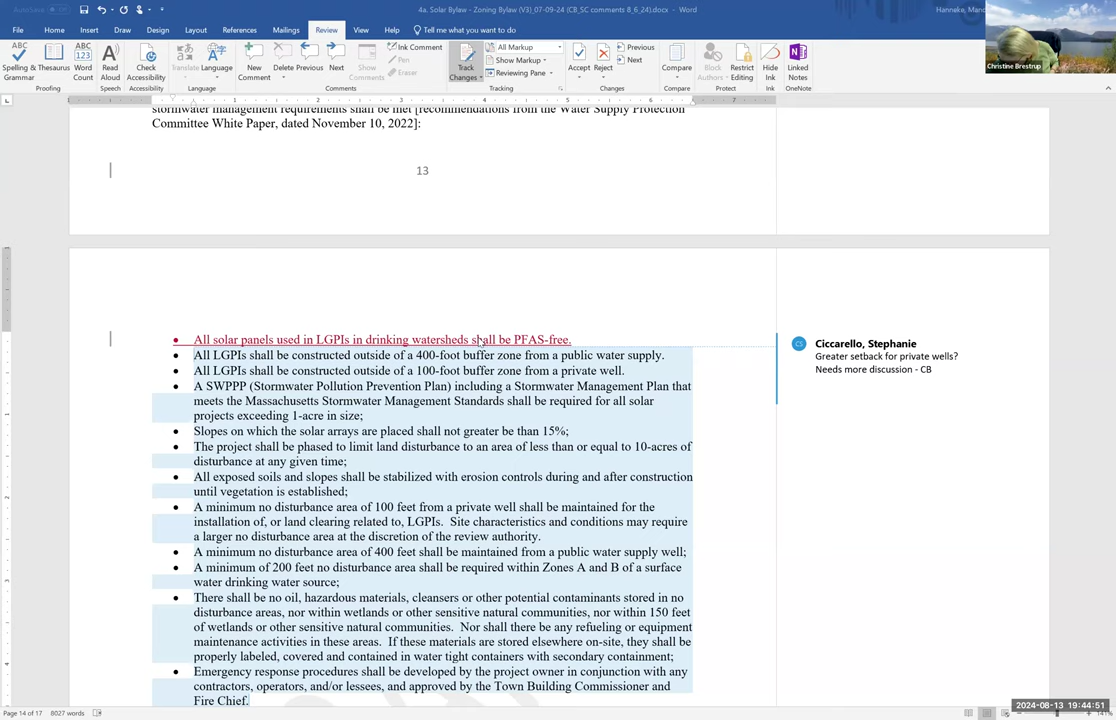 4a. Solar Bylaw - Zoning Bylaw (V3)_07-09-24 (CB_SC comments 8_6_24).docx - Word
File Home Insert Draw Design Layout References Mailings Review View Help Tell me what you want to do
Spelling & Grammar
Thesaurus
Word Count
Proofing
Read Aloud
Speech
Check Accessibility
Accessibility
Translate
Language
Language
New Comment
Delete
Previous
Next
Show Comments
Comments
Ink Comment
Pen
Eraser
Track Changes
All Markup
Show Markup
Reviewing Pane
Tracking
Accept
Reject
Previous
Next
Changes
Compare
Compare
Block Authors
Restrict Editing
Protect
Hide Ink
Ink
Linked Notes
OneNote
Christine Brestrup
stormwater management requirements shall be met [recommendations from the Water Supply Protection
Committee White Paper, dated November 10, 2022]:
13
• All solar panels used in LGPIs in drinking watersheds shall be PFAS-free.
• All LGPIs shall be constructed outside of a 400-foot buffer zone from a public water supply.
• All LGPIs shall be constructed outside of a 100-foot buffer zone from a private well.
• A SWPPP (Stormwater Pollution Prevention Plan) including a Stormwater Management Plan that
meets the Massachusetts Stormwater Management Standards shall be required for all solar
projects exceeding 1-acre in size;
• Slopes on which the solar arrays are placed shall not greater be than 15%;
• The project shall be phased to limit land disturbance to an area of less than or equal to 10-acres of
disturbance at any given time;
• All exposed soils and slopes shall be stabilized with erosion controls during and after construction
until vegetation is established;
• A minimum no disturbance area of 100 feet from a private well shall be maintained for the
installation of, or land clearing related to, LGPIs.  Site characteristics and conditions may require
a larger no disturbance area at the discretion of the review authority.
• A minimum no disturbance area of 400 feet shall be maintained from a public water supply well;
• A minimum of 200 feet no disturbance area shall be required within Zones A and B of a surface
water drinking water source;
• There shall be no oil, hazardous materials, cleansers or other potential contaminants stored in no
disturbance areas, nor within wetlands or other sensitive natural communities, nor within 150 feet
of wetlands or other sensitive natural communities.  Nor shall there be any refueling or equipment
maintenance activities in these areas.  If these materials are stored elsewhere on-site, they shall be
properly labeled, covered and contained in water tight containers with secondary containment;
• Emergency response procedures shall be developed by the project owner in conjunction with any
contractors, operators, and/or lessees, and approved by the Town Building Commissioner and
Fire Chief.
CS
Ciccarello, Stephanie
Greater setback for private wells?
Needs more discussion - CB
Page 14 of 17 8027 words
2024-08-13 19:44:51